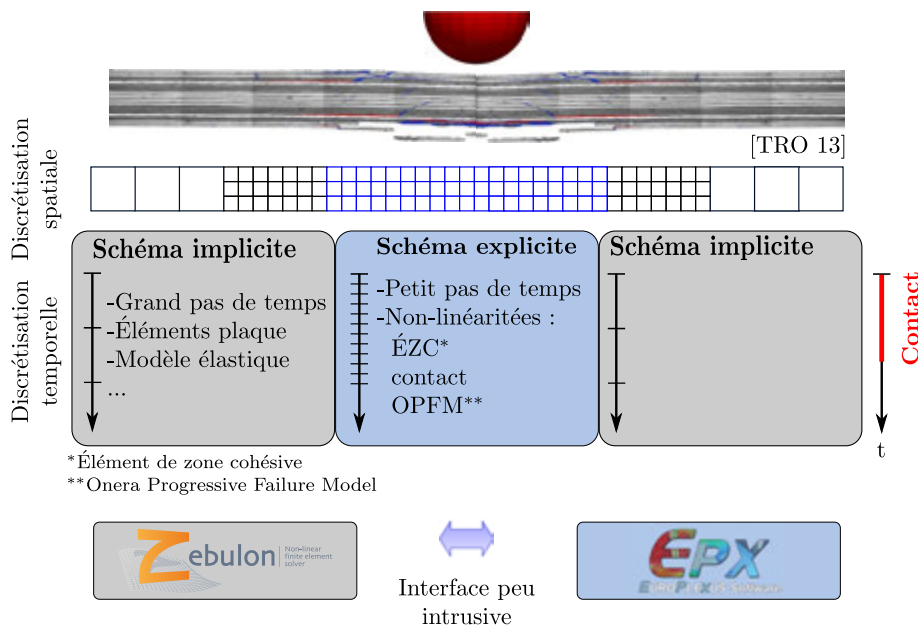 [TRO 13]
Discrétisation
spatiale
Schéma implicite
-Grand pas de temps
-Éléments plaque
-Modèle élastique
...
Schéma explicite
-Petit pas de temps
-Non-linéaritées :
ÉZC*
contact
OPFM**
Schéma implicite
Discrétisation
temporelle
Contact
t
*Élément de zone cohésive
**Onera Progressive Failure Model
Zebulon
Non-linear
finite element
solver
Interface peu
intrusive
EPX